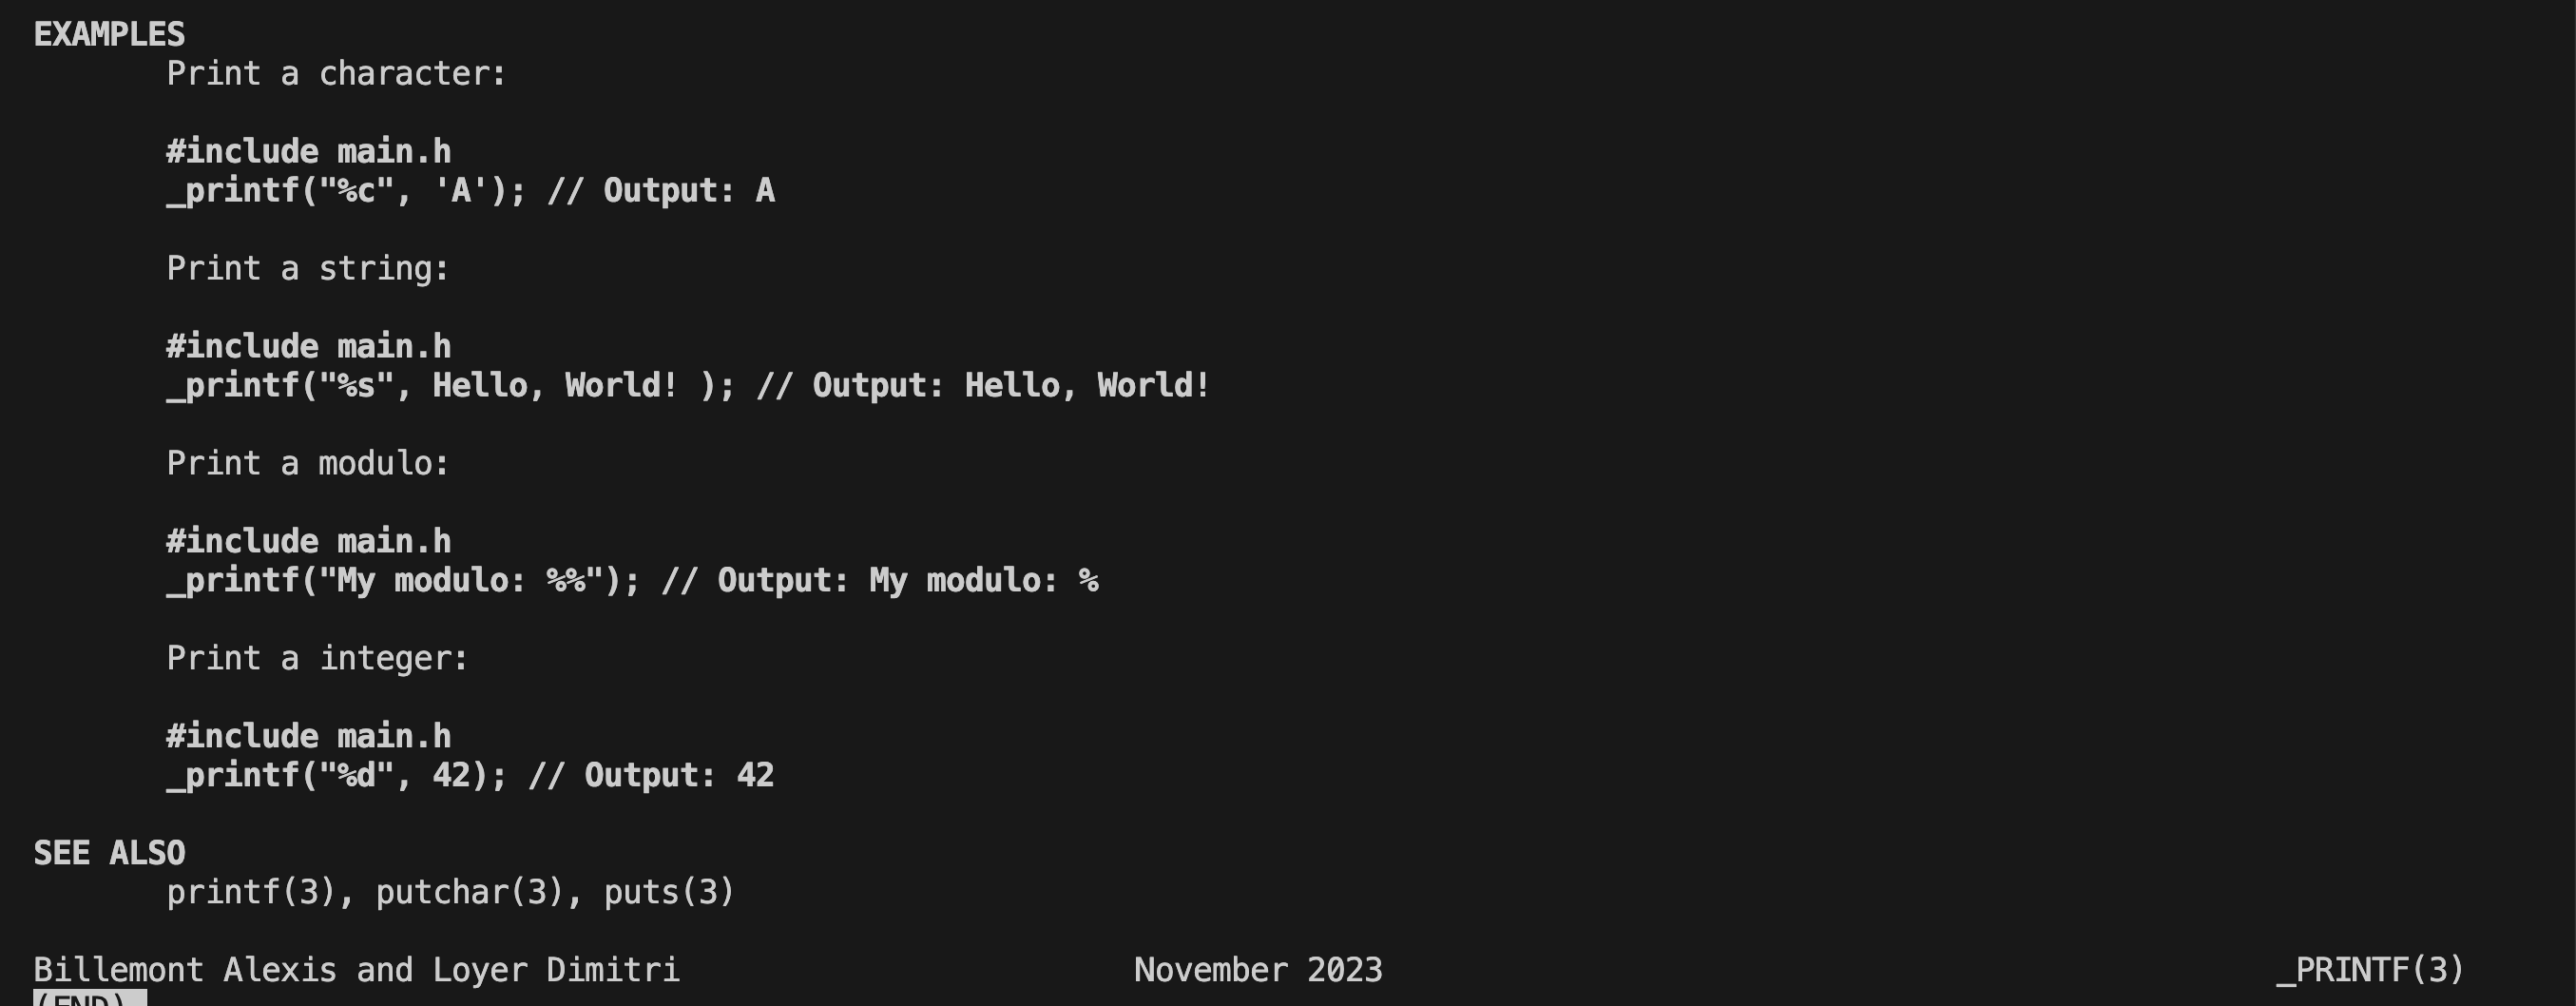 EXAMPLES
Print a character:
#include main.h
_printf("%c", 'A'); // Output: A
Print a string:
#include main.h
_printf("%s", Hello, World! ); // Output: Hello, World!
Print a modulo:
#include main.h
_printf("My modulo: %%"); // Output: My modulo: %
Print a integer:
#include main.h
_printf("%d", 42); // Output: 42
SEE ALSO
printf(3), putchar(3), puts(3)
Billemont Alexis and Loyer Dimitri November 2023 _PRINTF(3)
(END)